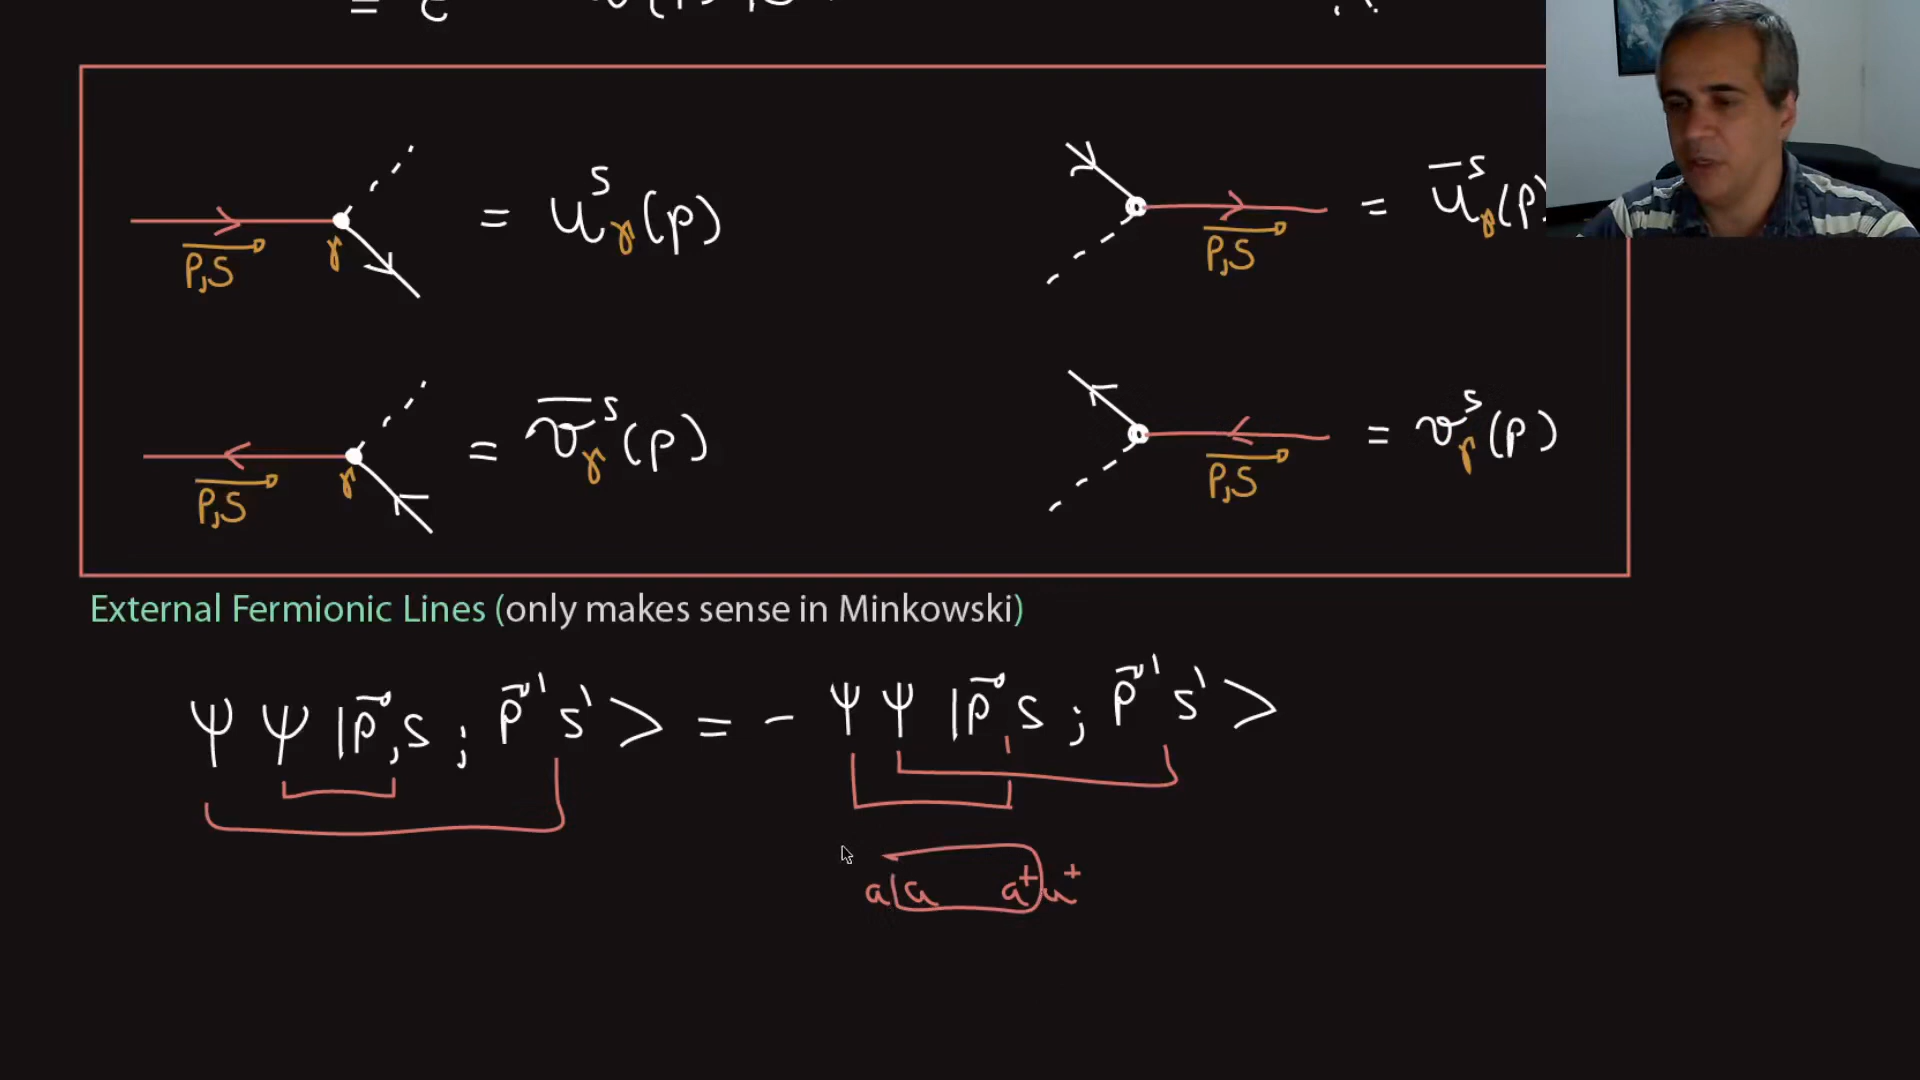 P,S γ = u^s_γ(p)
P,S = ū^s_γ(p)
P,S γ = v̄^s_γ(p)
P,S = v^s_γ(p)
External Fermionic Lines (only makes sense in Minkowski)
ψ ψ |p⃗,s ; p⃗' s'> = - ψ ψ |p⃗ s ; p⃗' s'>
a a a⁺ a⁺